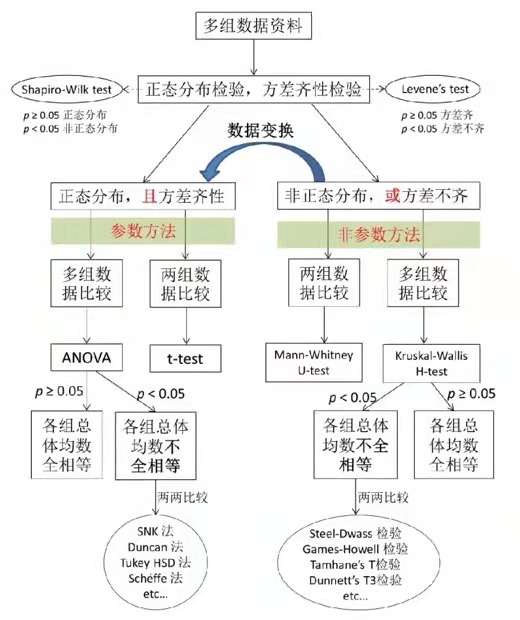 多组数据资料
Shapiro-Wilk test
正态分布检验，方差齐性检验
Levene's test
p ≥ 0.05 正态分布
p < 0.05 非正态分布
p ≥ 0.05 方差齐
p < 0.05 方差不齐
数据变换
正态分布，且方差齐性
非正态分布，或方差不齐
参数方法
非参数方法
多组数
据比较
两组数
据比较
两组数
据比较
多组数
据比较
ANOVA
t-test
Mann-Whitney
U-test
Kruskal-Wallis
H-test
p ≥ 0.05
p < 0.05
p < 0.05
p ≥ 0.05
各组总
体均数
全相等
各组总体
均数不
全相等
各组总体
均数不全
相等
各组总
体均数
全相等
两两比较
两两比较
SNK 法
Duncan 法
Tukey HSD 法
Schéffe 法
etc...
Steel-Dwass 检验
Games-Howell 检验
Tamhane's T检验
Dunnett's T3检验
etc...